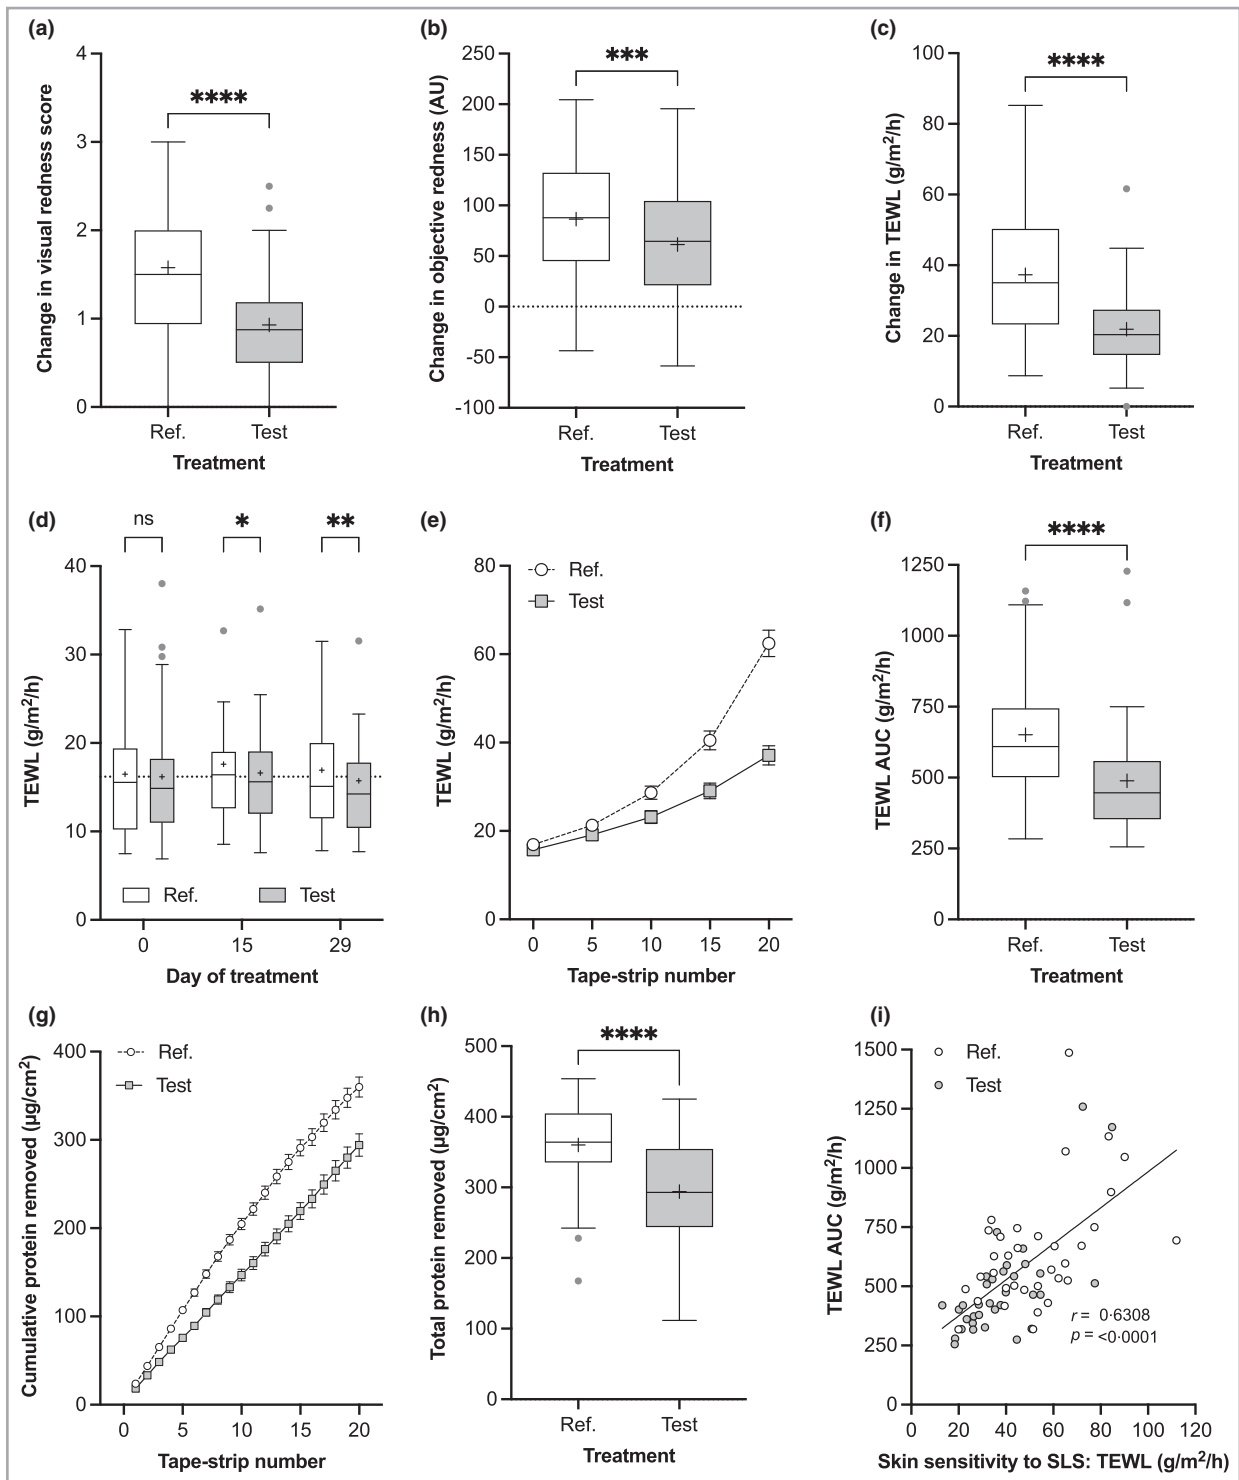 (a)
4
3
2
1
0
Change in visual redness score
****
Ref.
Test
Treatment
(b)
250
200
150
100
50
0
-50
-100
Change in objective redness (AU)
***
Ref.
Test
Treatment
(c)
100
80
60
40
20
0
Change in TEWL (g/m²/h)
****
Ref.
Test
Treatment
(d)
ns
*
**
40
30
20
10
0
TEWL (g/m²/h)
Ref.
Test
0
15
29
Day of treatment
(e)
80
60
40
20
0
TEWL (g/m²/h)
Ref.
Test
0
5
10
15
20
Tape-strip number
(f)
1250
1000
750
500
250
0
TEWL AUC (g/m²/h)
****
Ref.
Test
Treatment
(g)
400
300
200
100
0
Cumulative protein removed (µg/cm²)
Ref.
Test
0
5
10
15
20
Tape-strip number
(h)
500
400
300
200
100
0
Total protein removed (µg/cm²)
****
Ref.
Test
Treatment
(i)
1500
1250
1000
750
500
250
0
TEWL AUC (g/m²/h)
Ref.
Test
r = 0·6308
p = <0·0001
0
20
40
60
80
100
120
Skin sensitivity to SLS: TEWL (g/m²/h)